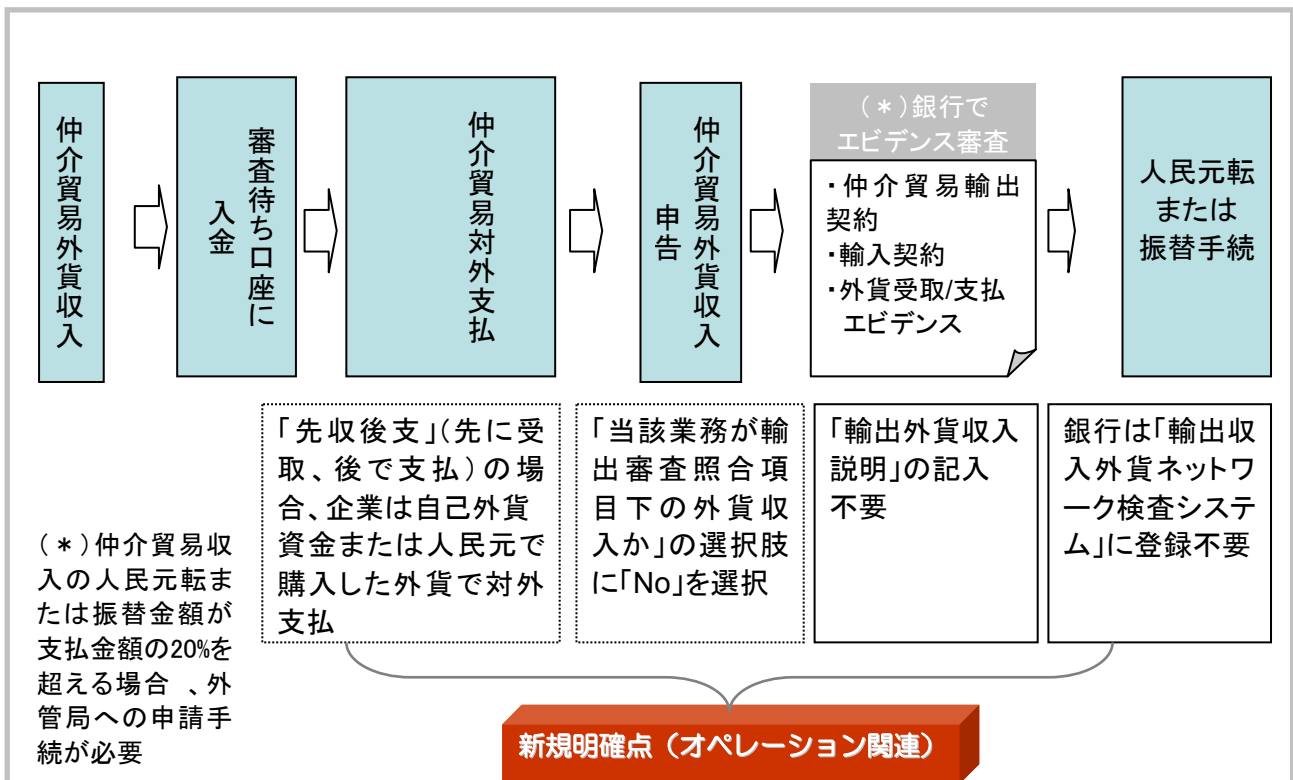 仲介貿易外貨収入
審査待ち口座に
入金
仲介貿易対外支払
仲介貿易外貨収入
申告
(*)銀行で
エビデンス審査
・仲介貿易輸出
契約
・輸入契約
・外貨受取/支払
エビデンス
人民元転
または
振替手続
「先収後支」(先に受
取、後で支払)の場
合、企業は自己外貨
資金または人民元で
購入した外貨で対外
支払
「当該業務が輸
出審査照合項
目下の外貨収
入か」の選択肢
に「No」を選択
「輸出外貨収入
説明」の記入
不要
銀行は「輸出収
入外貨ネットワ
ーク検査システ
ム」に登録不要
(*)仲介貿易収
入の人民元転ま
たは振替金額が
支払金額の20%を
超える場合 、外
管局への申請手
続が必要
新規明確点(オペレーション関連)